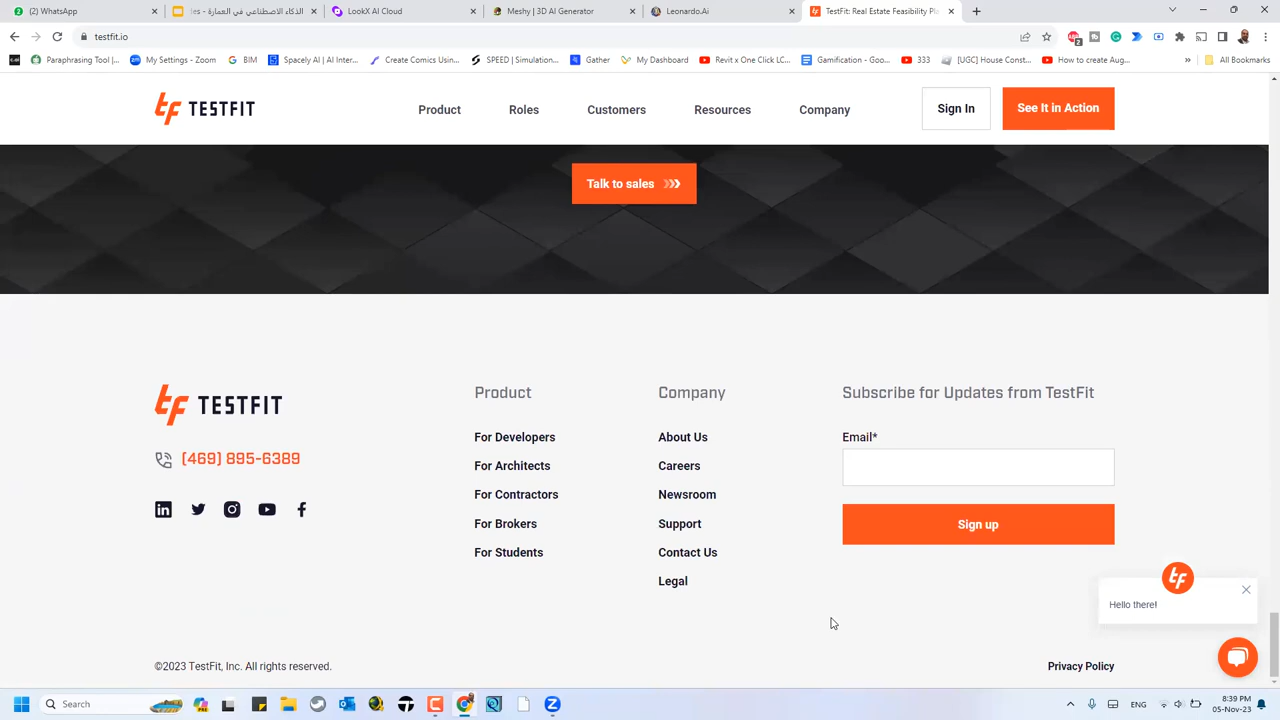 (2) WhatsApp
الذكاء الاصطناعي في العمارة - res
LookX AI Cloud
Meshy | 3D AI Generator
Leonardo.Ai
TestFit: Real Estate Feasibility Pl
testfit.io
Paraphrasing Tool |...
My Settings - Zoom
BIM
Spacely AI | AI Inter...
Create Comics Using...
SPEED | Simulation...
Gather
My Dashboard
Revit x One Click LC...
Gamification - Goo...
333
[UGC] House Const...
How to create Aug...
»
All Bookmarks
TESTFIT
Product
Roles
Customers
Resources
Company
Sign In
See It in Action
Talk to sales
TESTFIT
(469) 895-6389
Product
For Developers
For Architects
For Contractors
For Brokers
For Students
Company
About Us
Careers
Newsroom
Support
Contact Us
Legal
Subscribe for Updates from TestFit
Email*
Sign up
Hello there!
©2023 TestFit, Inc. All rights reserved.
Privacy Policy
Search
ENG
8:39 PM
05-Nov-23